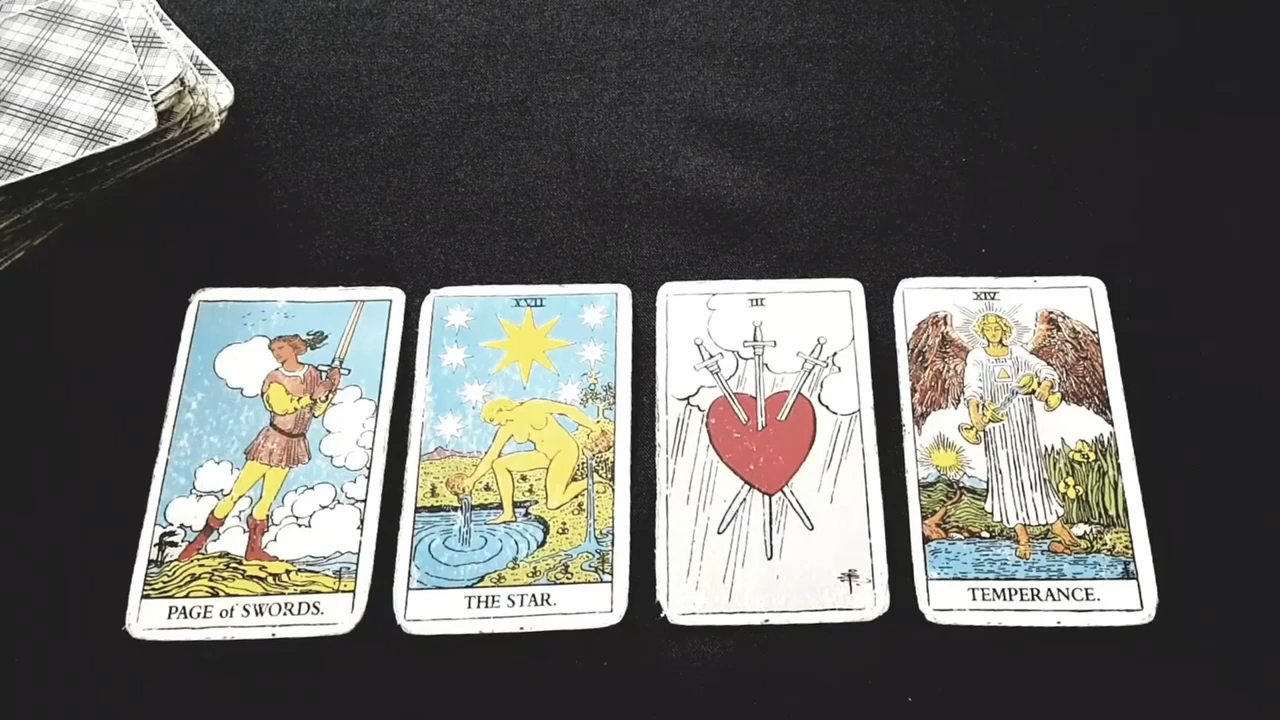 PAGE of SWORDS.
XVII
THE STAR.
III
XIV
TEMPERANCE.